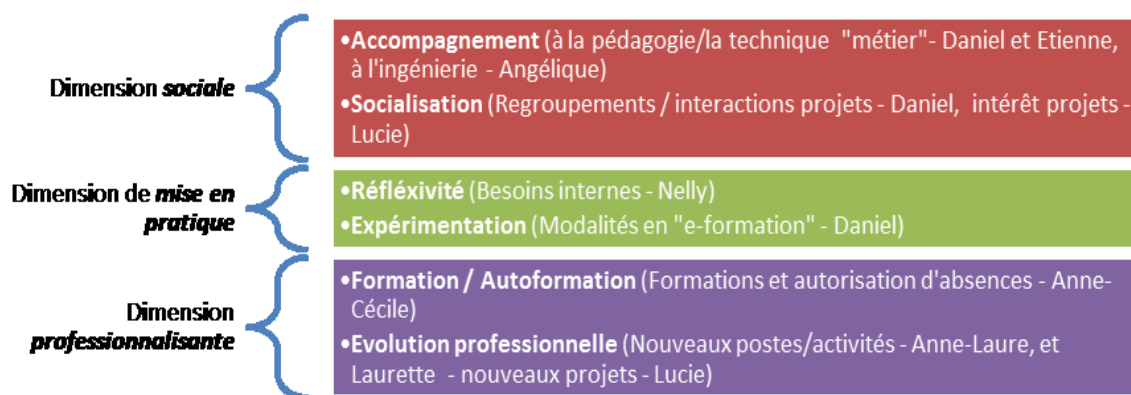 Dimension sociale
•Accompagnement (à la pédagogie/la technique "métier"- Daniel et Etienne,
à l'ingénierie - Angélique)
•Socialisation (Regroupements / interactions projets - Daniel, intérêt projets -
Lucie)
Dimension de mise en
pratique
•Réfléxivité (Besoins internes - Nelly)
•Expérimentation (Modalités en "e-formation" - Daniel)
Dimension
professionnalisante
•Formation / Autoformation (Formations et autorisation d'absences - Anne-
Cécile)
•Evolution professionnelle (Nouveaux postes/activités - Anne-Laure, et
Laurette - nouveaux projets - Lucie)